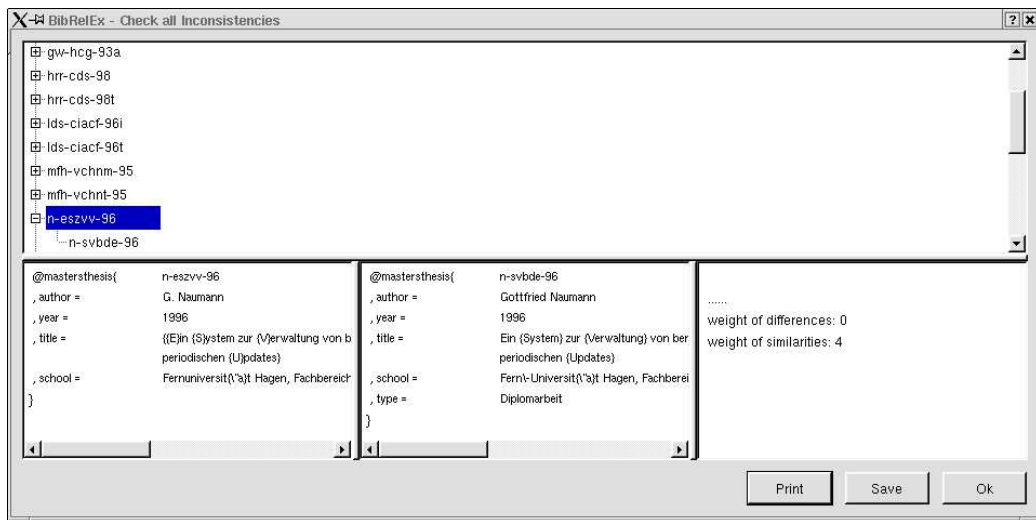 BibRelEx - Check all Inconsistencies
gw-hcg-93a
hrr-cds-98
hrr-cds-98t
lds-ciacf-96i
lds-ciacf-96t
mfh-vchnm-95
mfh-vchnt-95
n-eszvv-96
n-svbde-96
@mastersthesis{ n-eszvv-96
, author = G. Naumann
, year = 1996
, title = {{E}in {S}ystem zur {V}erwaltung von b
periodischen {U}pdates}
, school = Fernuniversit{\"a}t Hagen, Fachbereich
}
@mastersthesis{ n-svbde-96
, author = Gottfried Naumann
, year = 1996
, title = Ein {System} zur {Verwaltung} von ber
periodischen {Updates}
, school = Fern\-Universit{\"a}t Hagen, Fachberei
, type = Diplomarbeit
}
......
weight of differences: 0
weight of similarities: 4
Print Save Ok